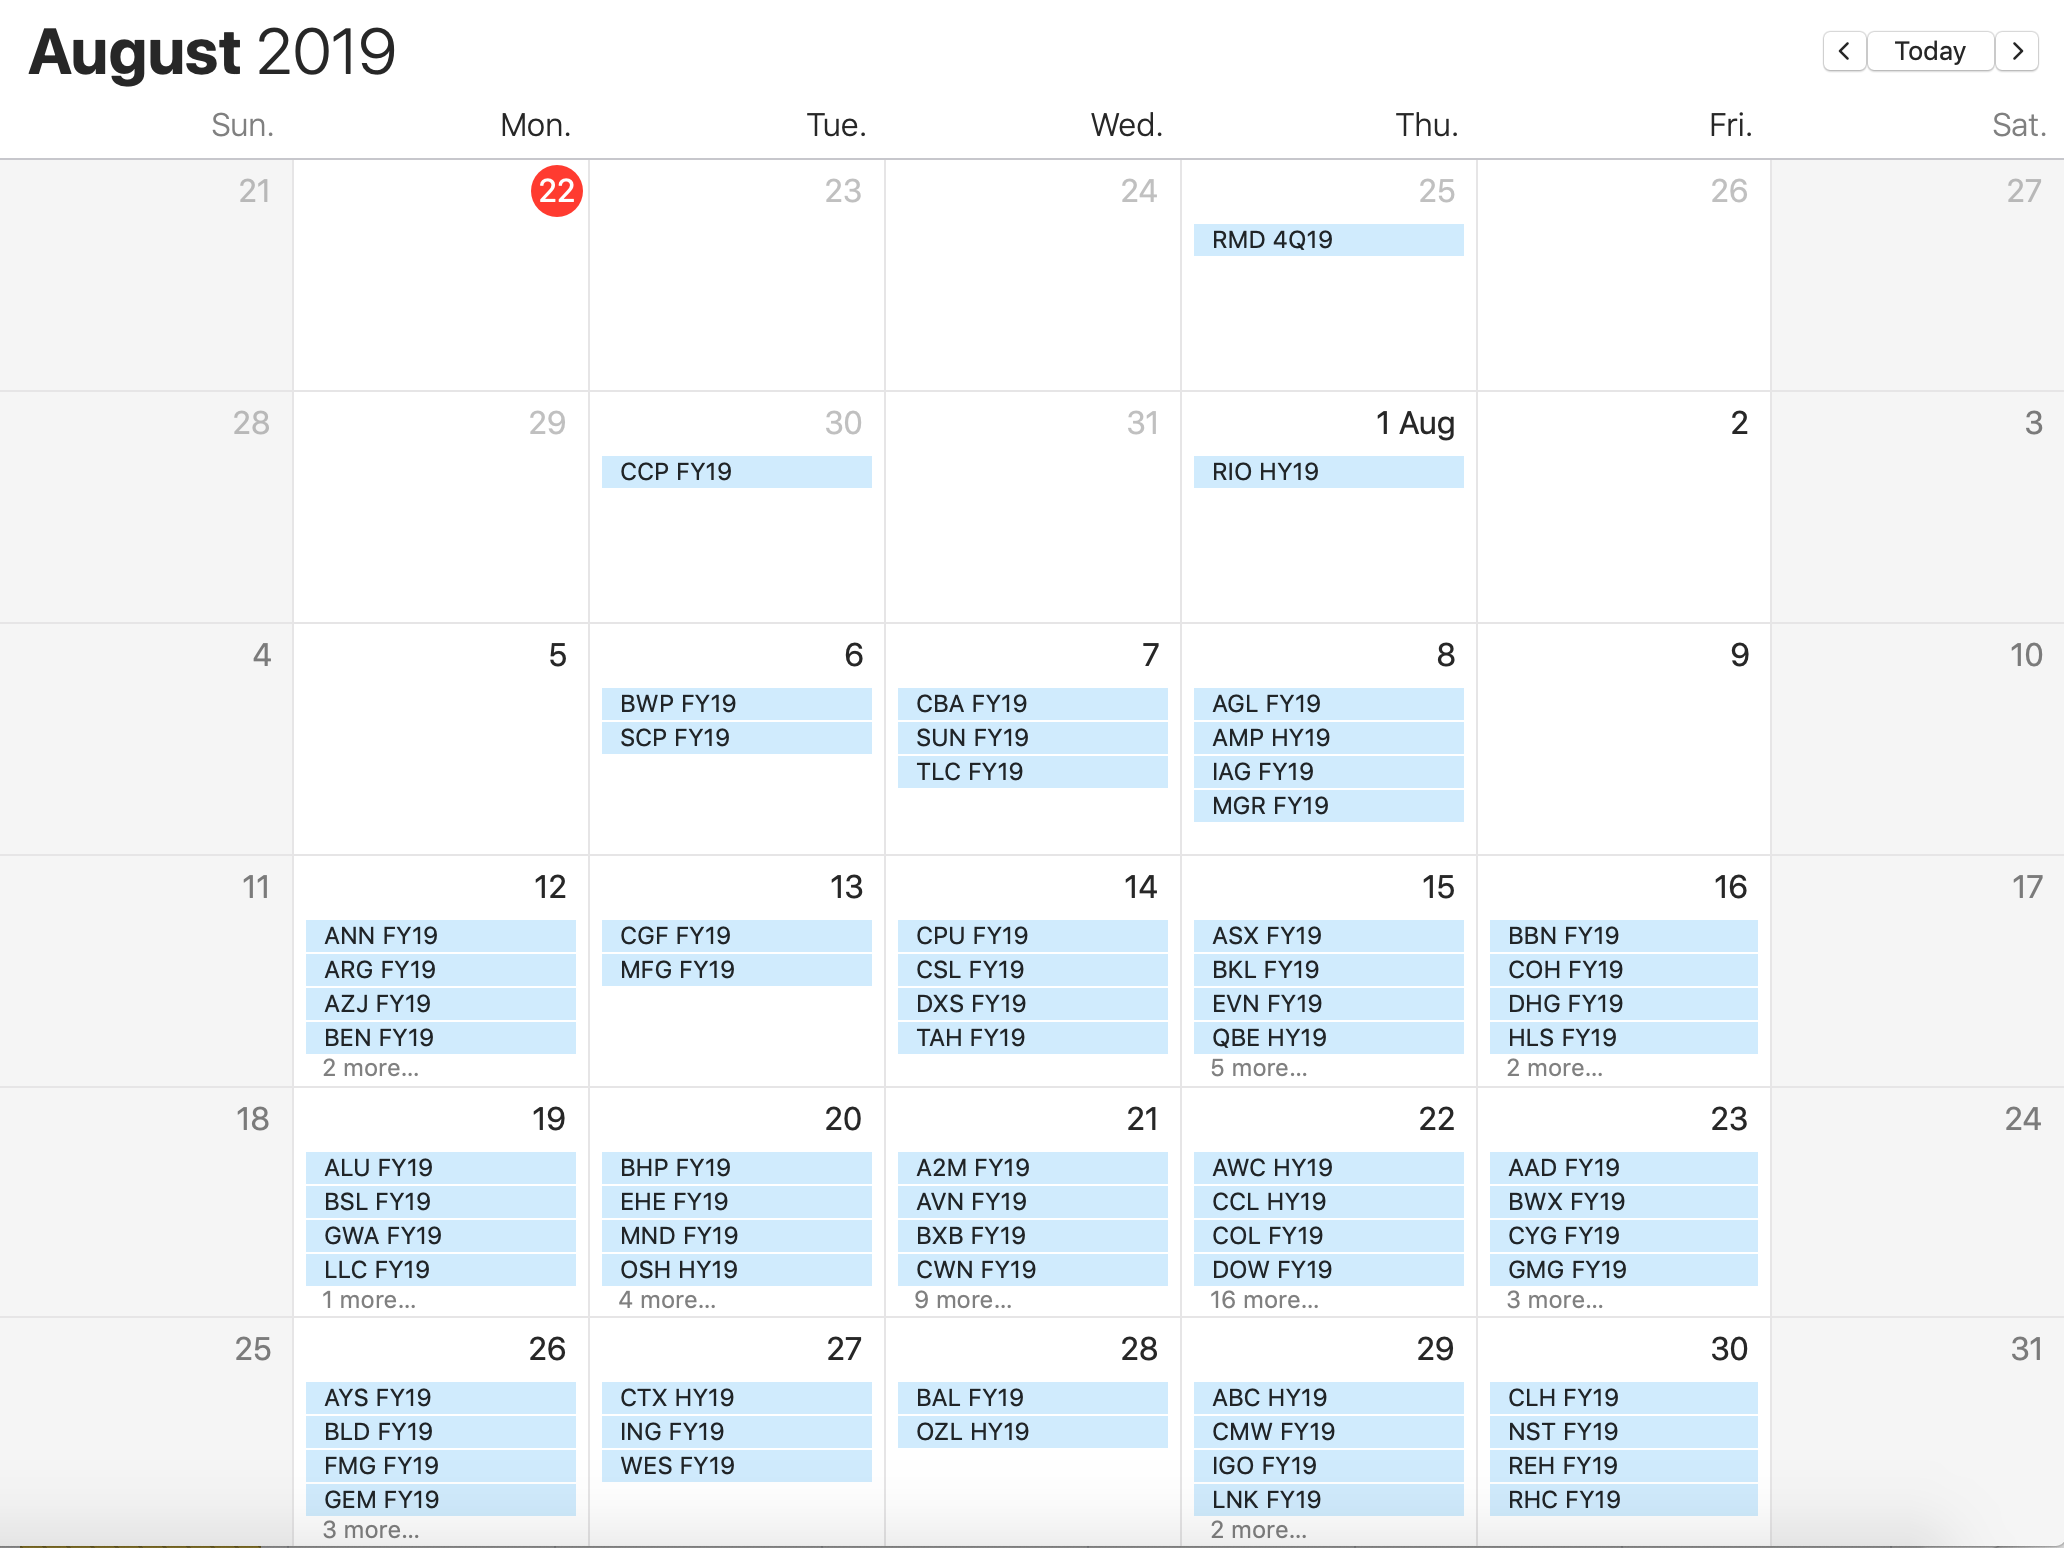 August 2019
< Today >
Sun. Mon. Tue. Wed. Thu. Fri. Sat.
21 22 23 24 25 26 27
RMD 4Q19
28 29 30 31 1 Aug 2 3
CCP FY19
RIO HY19
4 5 6 7 8 9 10
BWP FY19
SCP FY19
CBA FY19
SUN FY19
TLC FY19
AGL FY19
AMP HY19
IAG FY19
MGR FY19
11 12 13 14 15 16 17
ANN FY19
ARG FY19
AZJ FY19
BEN FY19
2 more...
CGF FY19
MFG FY19
CPU FY19
CSL FY19
DXS FY19
TAH FY19
ASX FY19
BKL FY19
EVN FY19
QBE HY19
5 more...
BBN FY19
COH FY19
DHG FY19
HLS FY19
2 more...
18 19 20 21 22 23 24
ALU FY19
BSL FY19
GWA FY19
LLC FY19
1 more...
BHP FY19
EHE FY19
MND FY19
OSH HY19
4 more...
A2M FY19
AVN FY19
BXB FY19
CWN FY19
9 more...
AWC HY19
CCL HY19
COL FY19
DOW FY19
16 more...
AAD FY19
BWX FY19
CYG FY19
GMG FY19
3 more...
25 26 27 28 29 30 31
AYS FY19
BLD FY19
FMG FY19
GEM FY19
3 more...
CTX HY19
ING FY19
WES FY19
BAL FY19
OZL HY19
ABC HY19
CMW FY19
IGO FY19
LNK FY19
2 more...
CLH FY19
NST FY19
REH FY19
RHC FY19